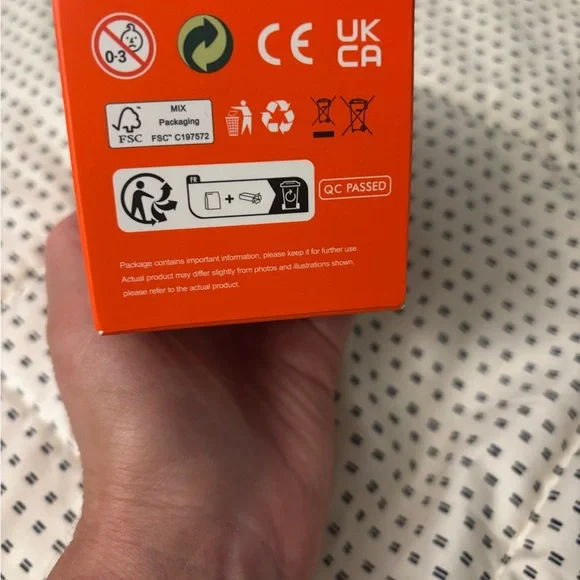 0-3
CE
UK
CA
MIX
Packaging
FSC
FSC™ C197572
FR
+
QC PASSED
Package contains important information, please keep it for further use.
Actual product may differ slightly from photos and illustrations shown,
please refer to the actual product.